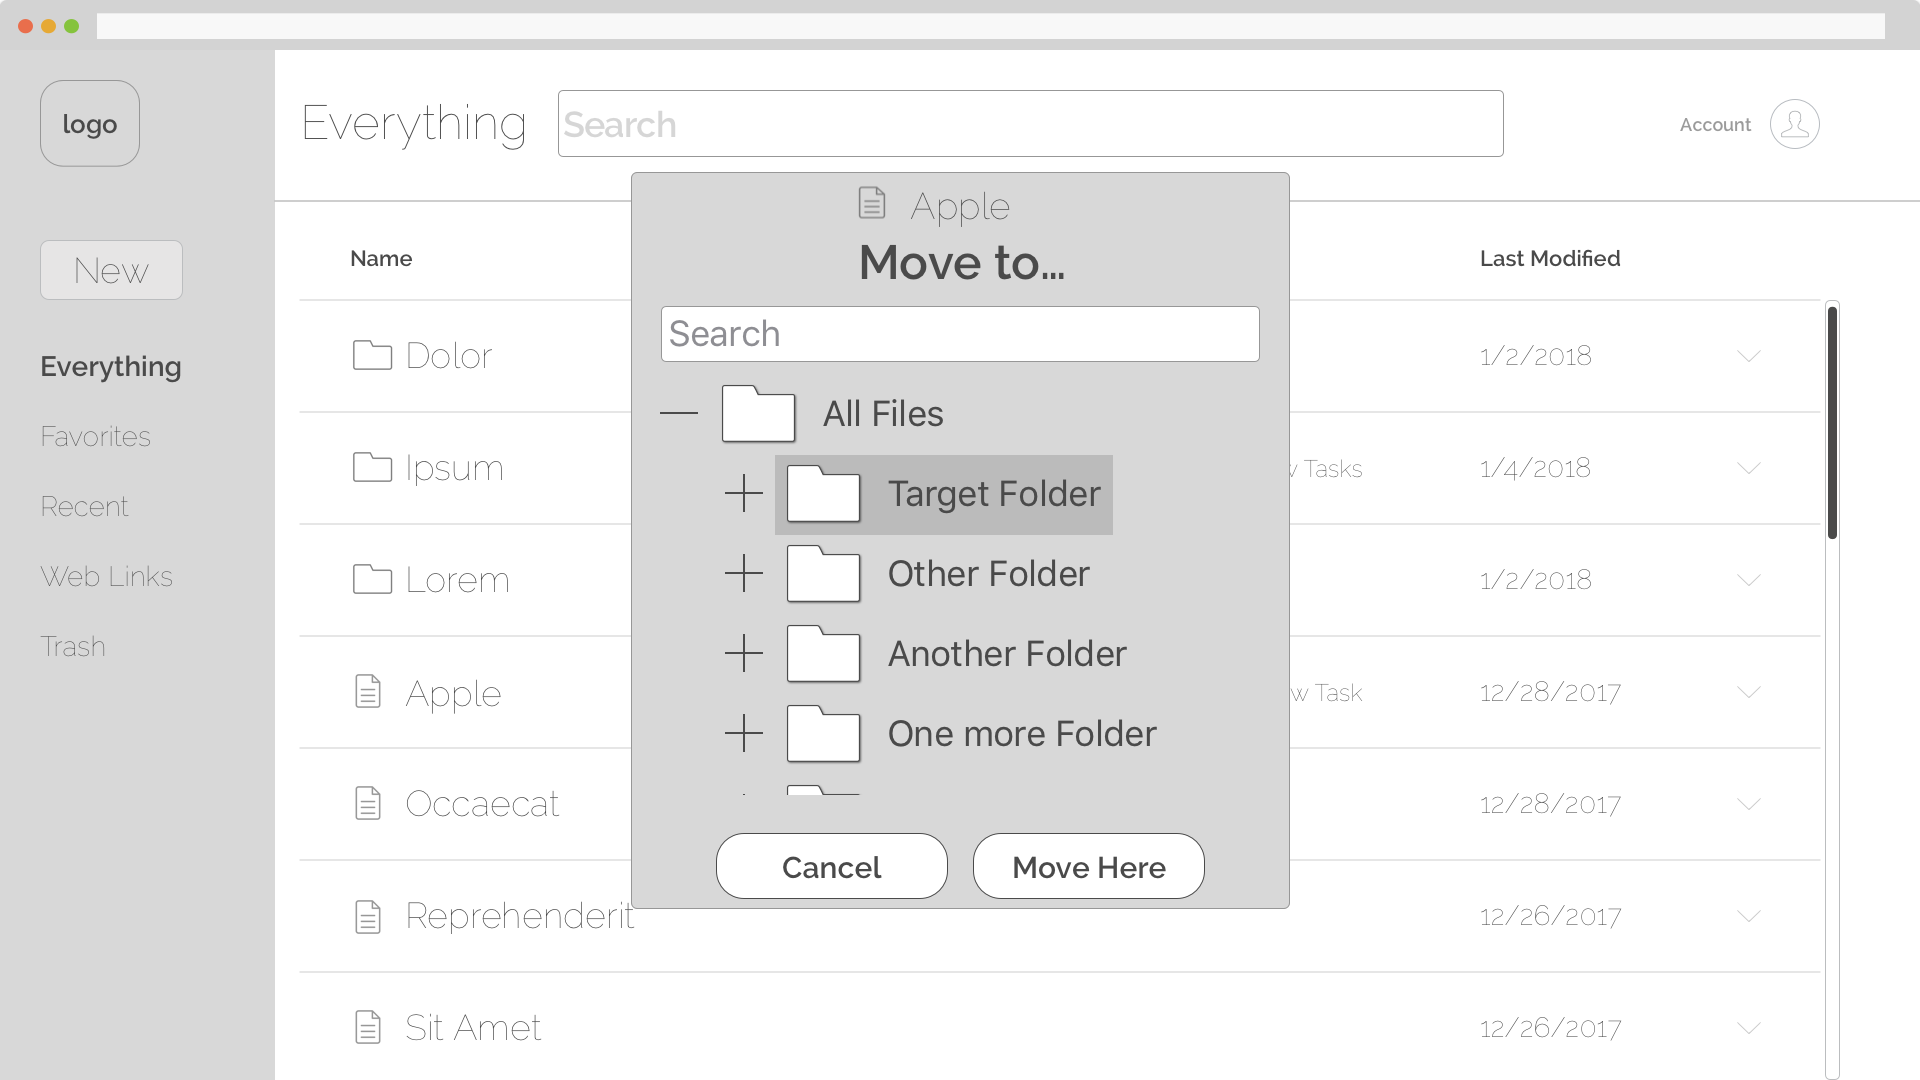 logo
Everything
Search
Account
New
Everything
Favorites
Recent
Web Links
Trash
Name
Last Modified
Dolor
1/2/2018
Ipsum
Tasks
1/4/2018
Lorem
1/2/2018
Apple
w Task
12/28/2017
Occaecat
12/28/2017
Reprehenderit
12/26/2017
Sit Amet
12/26/2017
Apple
Move to...
Search
All Files
Target Folder
Other Folder
Another Folder
One more Folder
Cancel
Move Here